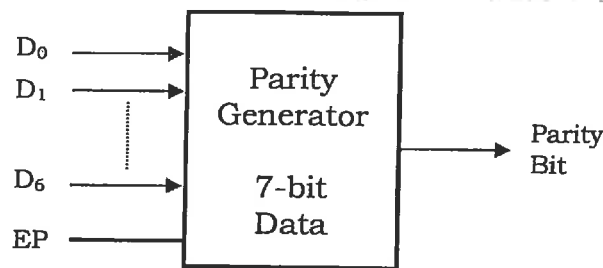 D0
D1
D6
EP
Parity
Generator
7-bit
Data
Parity
Bit